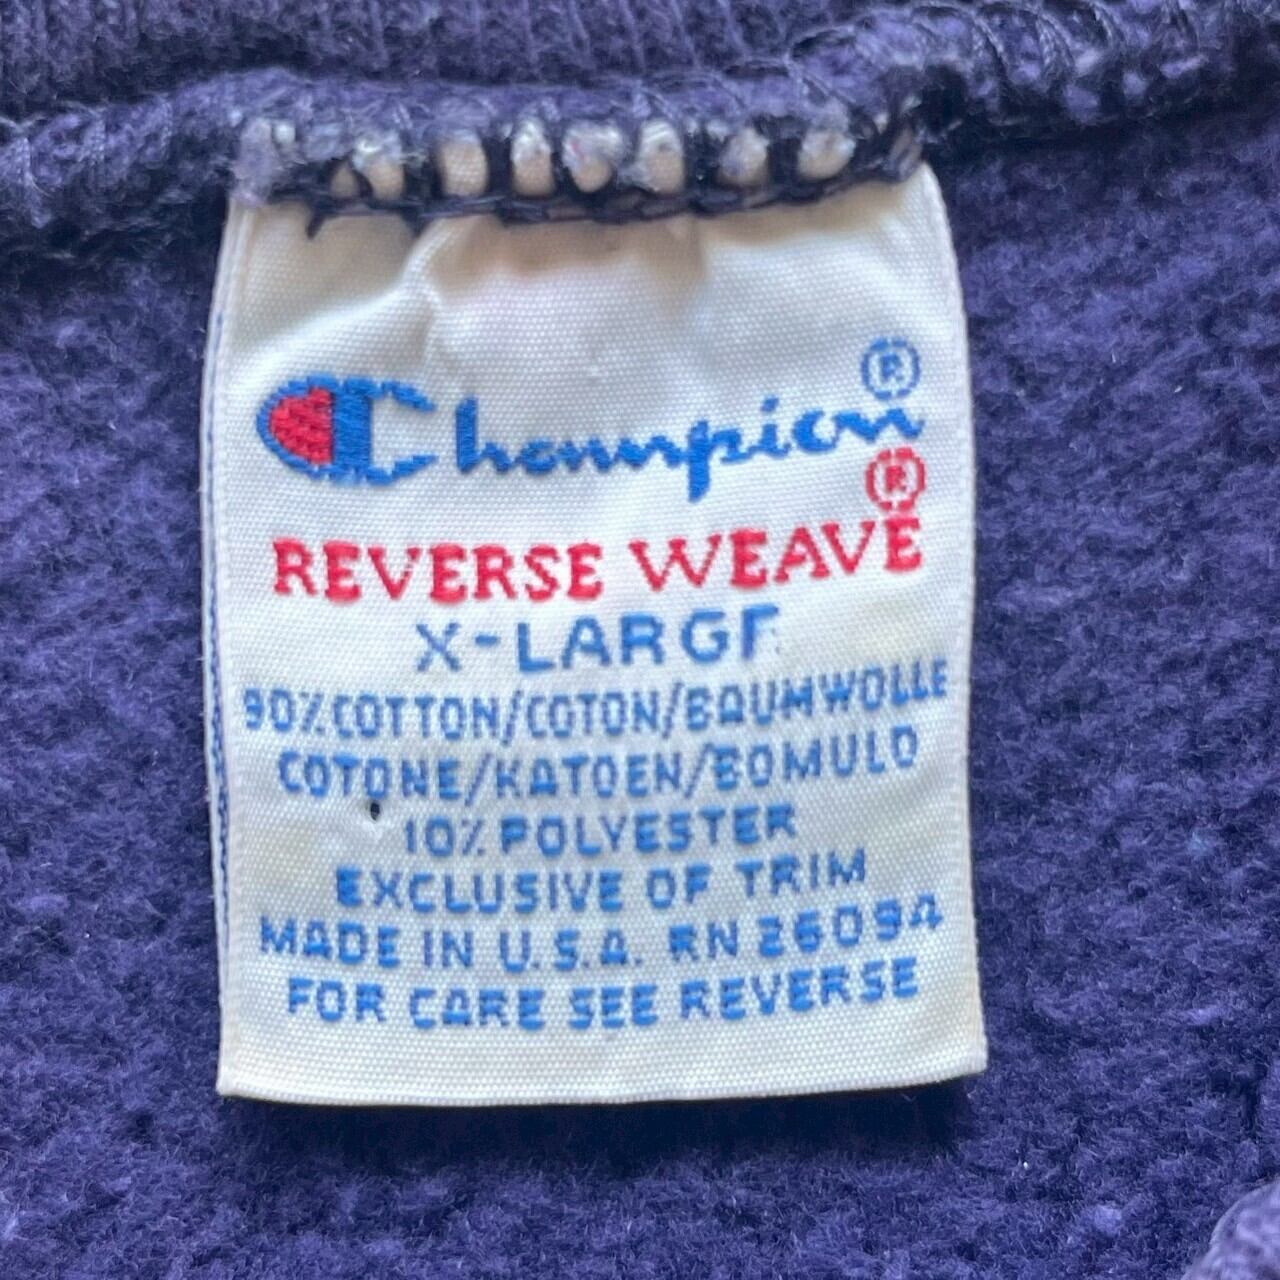 Champion®
REVERSE WEAVE®
X-LARGE
90% COTTON/COTON/BAUMWOLLE
COTONE/KATOEN/BOMULD
10% POLYESTER
EXCLUSIVE OF TRIM
MADE IN U.S.A. RN 26094
FOR CARE SEE REVERSE